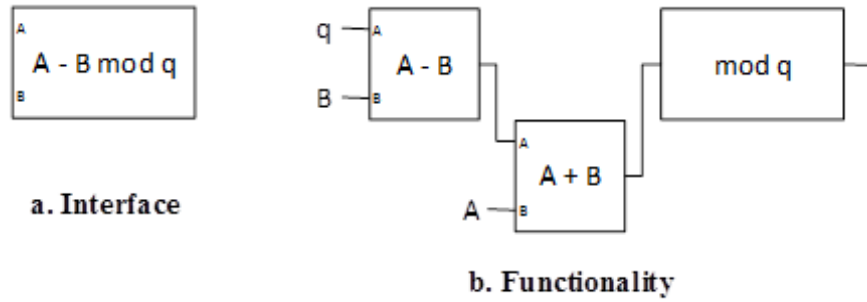 A
A - B mod q
B
a. Interface
q
A
A - B
B
B
A
A + B
A
B
mod q
b. Functionality